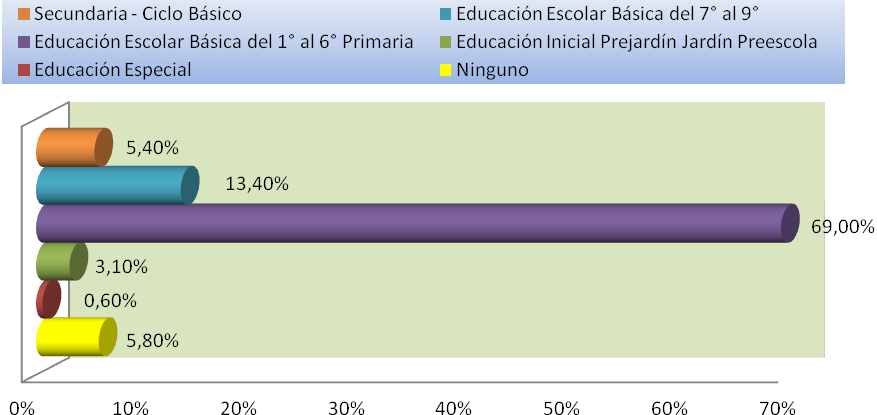 Secundaria - Ciclo Básico
Educación Escolar Básica del 7° al 9°
Educación Escolar Básica del 1° al 6° Primaria
Educación Inicial Prejardín Jardín Preescola
Educación Especial
Ninguno
5,40%
13,40%
69,00%
3,10%
0,60%
5,80%
0% 10% 20% 30% 40% 50% 60% 70%